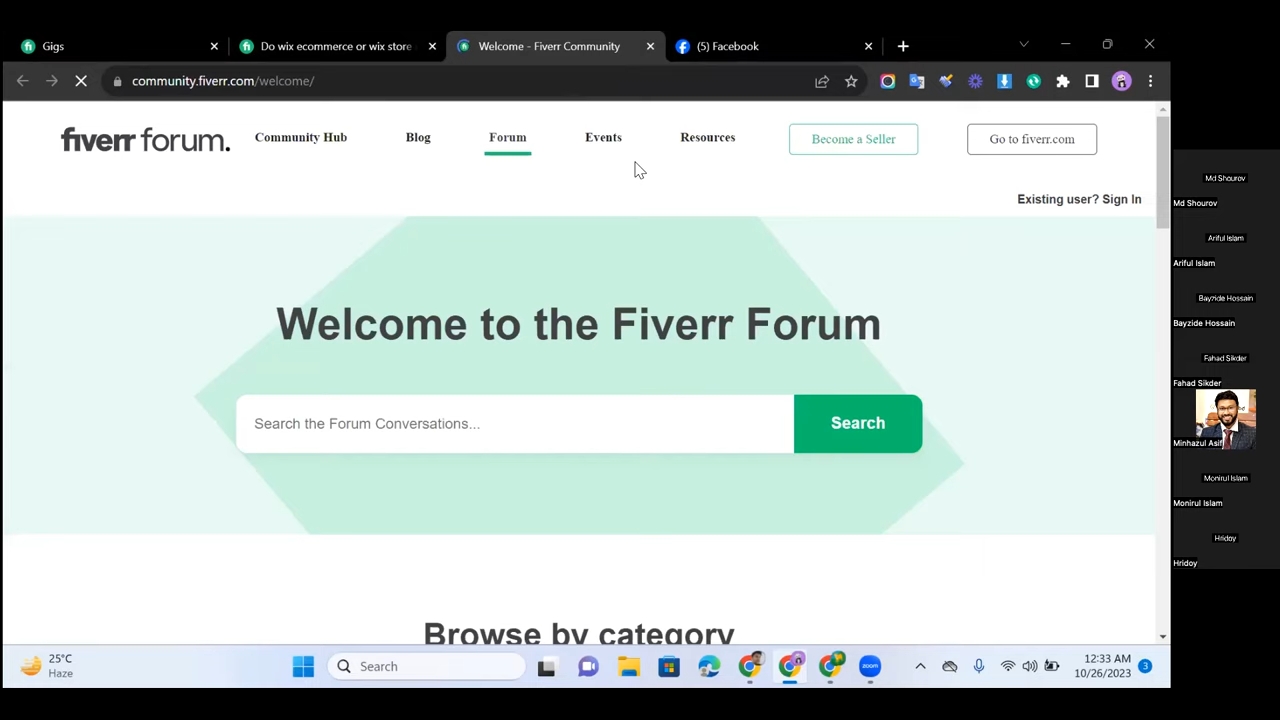 Gigs
Do wix ecommerce or wix store
Welcome - Fiverr Community
(5) Facebook
community.fiverr.com/welcome/
fiverr forum.
Community Hub
Blog
Forum
Events
Resources
Become a Seller
Go to fiverr.com
Existing user? Sign In
Welcome to the Fiverr Forum
Search the Forum Conversations...
Search
Browse by category
Md Shourov
Md Shourov
Ariful Islam
Ariful Islam
Bayzide Hossain
Bayzide Hossain
Fahad Sikder
Fahad Sikder
Minhazul Asif
Monirul Islam
Monirul Islam
Hridoy
Hridoy
25°C
Haze
Search
zoom
12:33 AM
10/26/2023
3